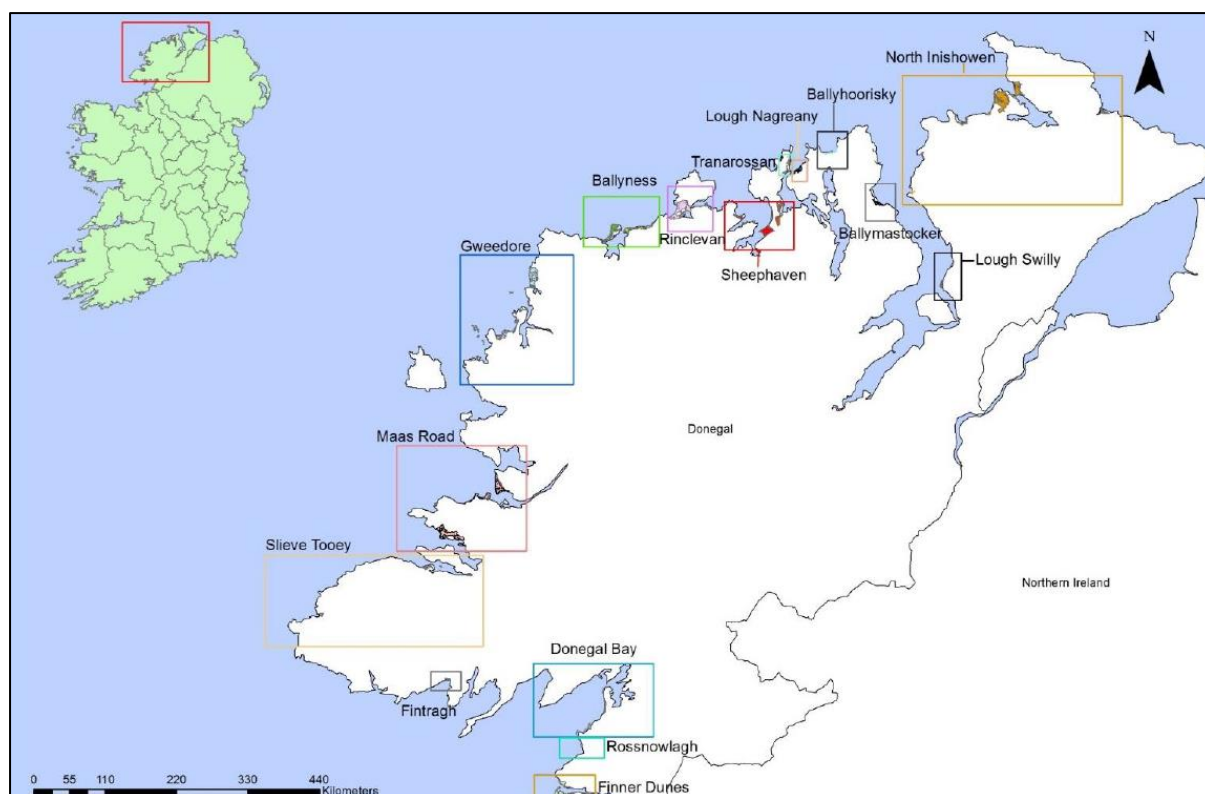 N
North Inishowen
Ballyhoorisky
Lough Nagreany
Tranarossan
Ballyness
Rinclevan
Ballymastocker
Gweedore
Sheephaven
Lough Swilly
Maas Road
Donegal
Slieve Tooey
Northern Ireland
Donegal Bay
Fintragh
Rossnowlagh
0 55 110 220 330 440
Kilometers
Finner Dunes